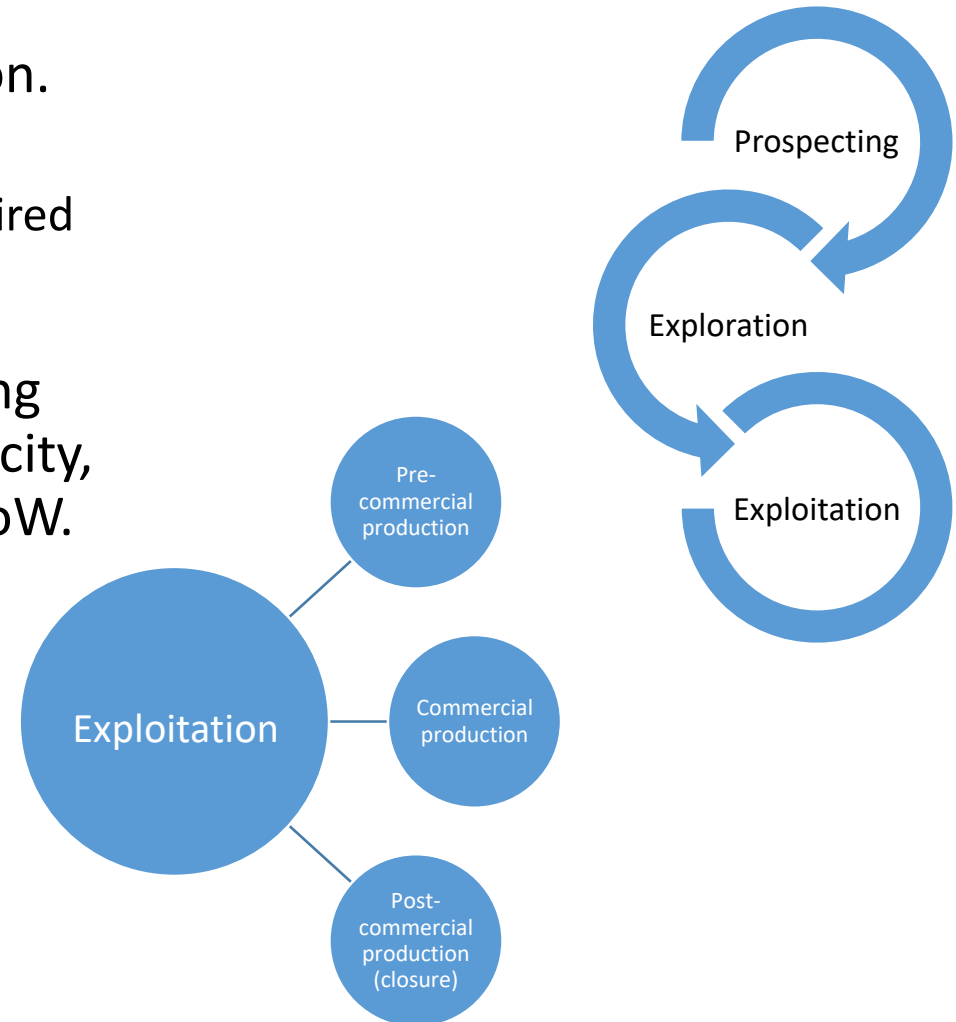 on.
ired
ng
city,
oW.
Prospecting
Exploration
Exploitation
Pre-
commercial
production
Exploitation
Commercial
production
Post-
commercial
production
(closure)